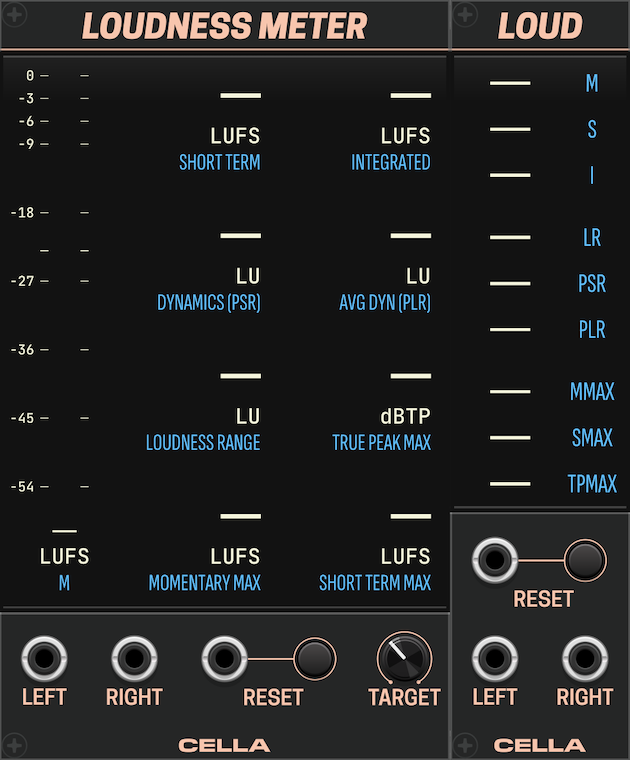 LOUDNESS METER
0
-3
-6
-9
-18
-27
-36
-45
-54
LUFS
M
LUFS
SHORT TERM
LUFS
INTEGRATED
LU
DYNAMICS (PSR)
LU
AVG DYN (PLR)
LU
LOUDNESS RANGE
dBTP
TRUE PEAK MAX
LUFS
MOMENTARY MAX
LUFS
SHORT TERM MAX
LEFT
RIGHT
RESET
TARGET
CELLA
LOUD
M
S
I
LR
PSR
PLR
MMAX
SMAX
TPMAX
RESET
LEFT
RIGHT
CELLA